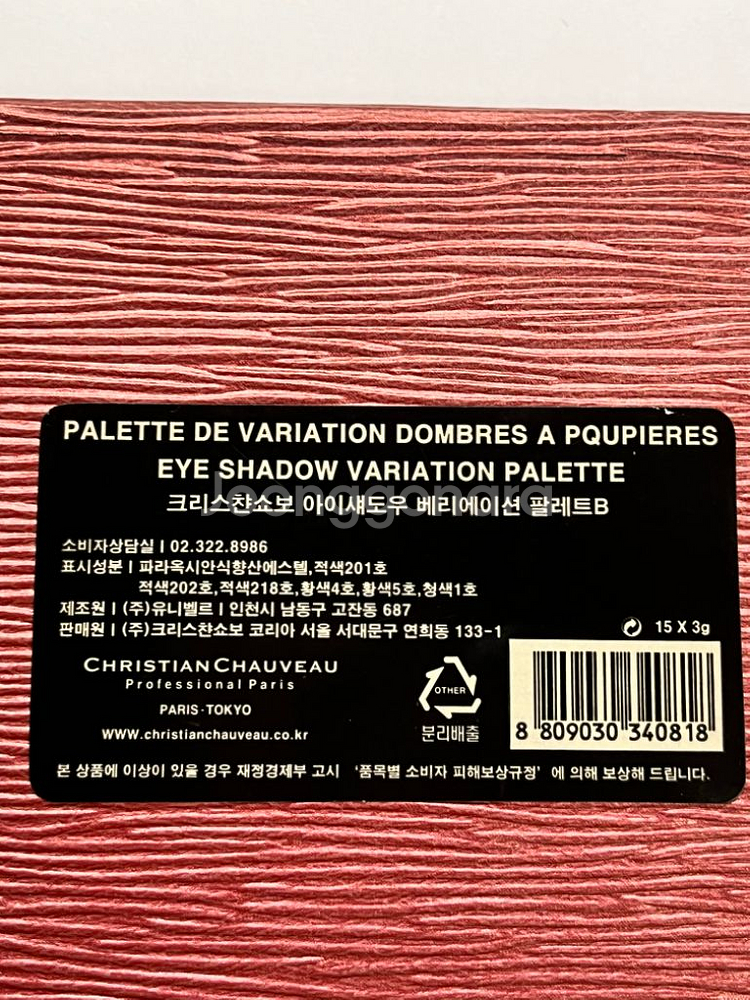 PALETTE DE VARIATION DOMBRES A PQUPIERES
EYE SHADOW VARIATION PALETTE
Joonggonara
크리스챤쇼보 아이섀도우 베리에이션 팔레트B
소비자상담실 I 02.322.8986
표시성분 I 파라옥시안식향산에스텔,적색201호
적색202호,적색218호,황색4호,황색5호,청색1호
제조원 I (주)유니벨르 I 인천시 남동구 고잔동 687
판매원 I (주)크리스챤쇼보 코리아 서울 서대문구 연희동 133-1
15 X 3g
CHRISTIAN CHAUVEAU
Professional Paris
PARIS·TOKYO
www.christianchauveau.co.kr
OTHER
분리배출
8 809030 340818
본 상품에 이상이 있을 경우 재정경제부 고시 '품목별 소비자 피해보상규정' 에 의해 보상해 드립니다.